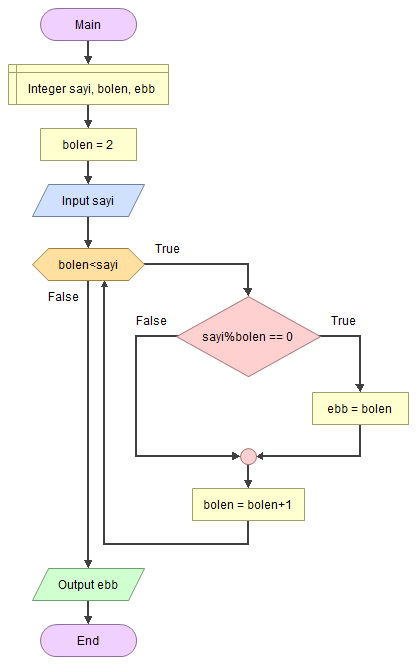 Main
Integer sayi, bolen, ebb
bolen = 2
Input sayi
bolen<sayi
True
False
sayi%bolen == 0
False
True
ebb = bolen
bolen = bolen+1
Output ebb
End